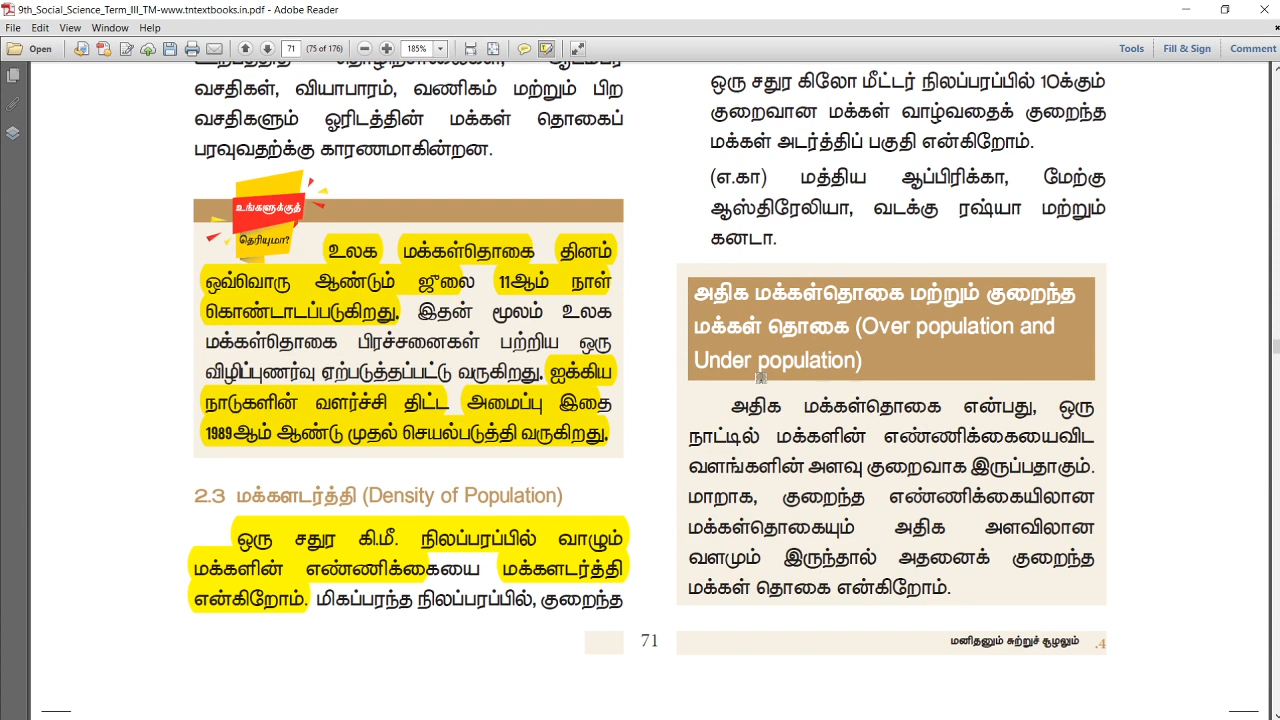 9th_Social_Science_Term_III_TM-www.tntextbooks.in.pdf - Adobe Reader
File Edit View Window Help
Open 71 (75 of 176) 185% Tools Fill & Sign Comment
வசதிகள், வியாபாரம், வணிகம் மற்றும் பிற
வசதிகளும் ஓரிடத்தின் மக்கள் தொகைப்
பரவுவதற்க்கு காரணமாகின்றன.
உங்களுக்குத்
தெரியுமா?
உலக மக்கள்தொகை தினம்
ஒவ்வொரு ஆண்டும் ஜுலை 11ஆம் நாள்
கொண்டாடப்படுகிறது. இதன் மூலம் உலக
மக்கள்தொகை பிரச்சனைகள் பற்றிய ஒரு
விழிப்புணர்வு ஏற்படுத்தப்பட்டு வருகிறது. ஐக்கிய
நாடுகளின் வளர்ச்சி திட்ட அமைப்பு இதை
1989ஆம் ஆண்டு முதல் செயல்படுத்தி வருகிறது.
2.3 மக்களடர்த்தி (Density of Population)
ஒரு சதுர கி.மீ. நிலப்பரப்பில் வாழும்
மக்களின் எண்ணிக்கையை மக்களடர்த்தி
என்கிறோம். மிகப்பரந்த நிலப்பரப்பில், குறைந்த
ஒரு சதுர கிலோ மீட்டர் நிலப்பரப்பில் 10க்கும்
குறைவான மக்கள் வாழ்வதைக் குறைந்த
மக்கள் அடர்த்திப் பகுதி என்கிறோம்.
(எ.கா) மத்திய ஆப்பிரிக்கா, மேற்கு
ஆஸ்திரேலியா, வடக்கு ரஷ்யா மற்றும்
கனடா.
அதிக மக்கள்தொகை மற்றும் குறைந்த
மக்கள் தொகை (Over population and
Under population)
அதிக மக்கள்தொகை என்பது, ஒரு
நாட்டில் மக்களின் எண்ணிக்கையைவிட
வளங்களின் அளவு குறைவாக இருப்பதாகும்.
மாறாக, குறைந்த எண்ணிக்கையிலான
மக்கள்தொகையும் அதிக அளவிலான
வளமும் இருந்தால் அதனைக் குறைந்த
மக்கள் தொகை என்கிறோம்.
71 மனிதனும் சுற்றுச் சூழலும் .4